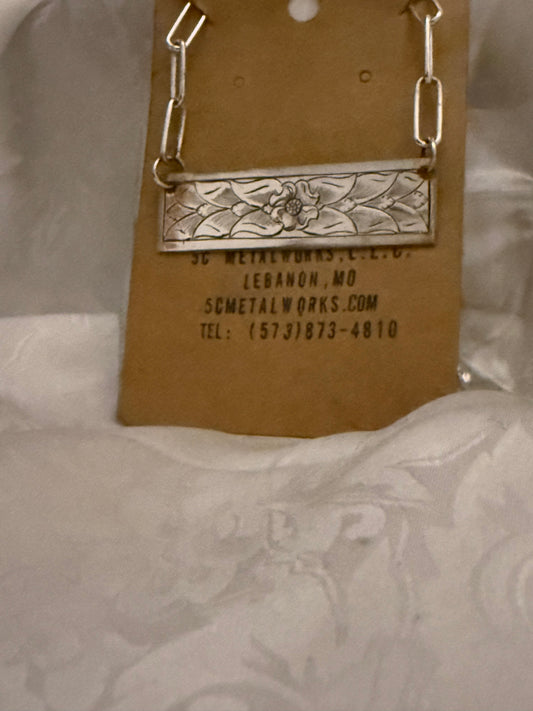 5C METALWORKS, L.L.C.
LEBANON, MO
5CMETALWORKS.COM
TEL: (573)873-4810